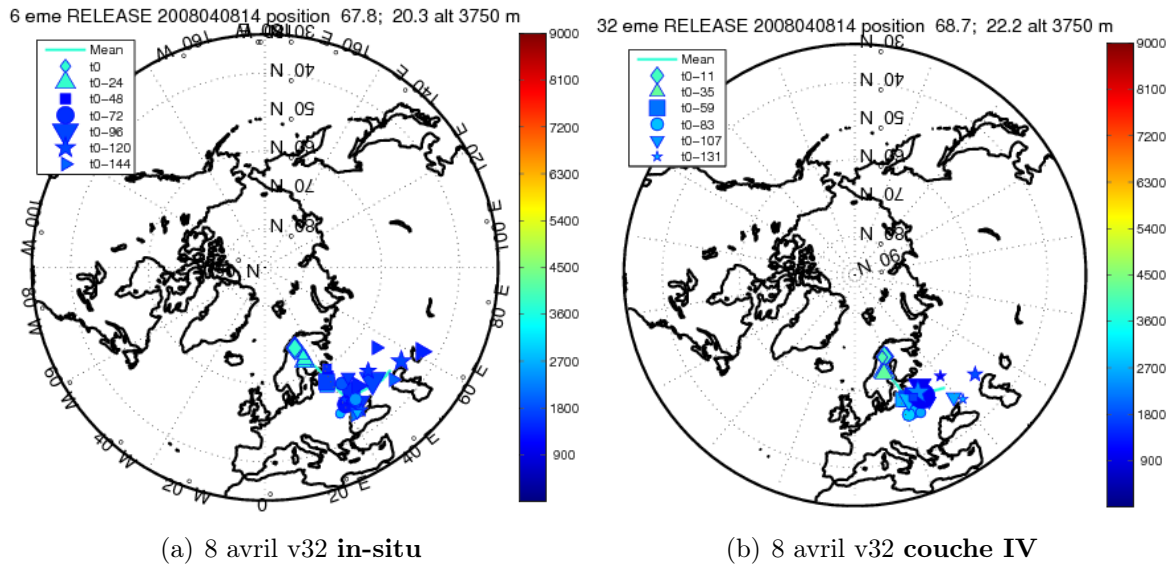 6 eme RELEASE 2008040814 position 67.8; 20.3 alt 3750 m
Mean
t0
t0-24
t0-48
t0-72
t0-96
t0-120
t0-144
160 W
160 E
140 E
120 E
100 E
80 E
60 E
40 E
20 E
0
20 W
40 W
60 W
80 W
100 W
30 N
40 N
50 N
60 N
70 N
80 N
N
9000
8100
7200
6300
5400
4500
3600
2700
1800
900
(a) 8 avril v32 in-situ
32 eme RELEASE 2008040814 position 68.7; 22.2 alt 3750 m
Mean
t0-11
t0-35
t0-59
t0-83
t0-107
t0-131
30 N
40 N
50 N
60 N
70 N
80 N
90 N
9000
8100
7200
6300
5400
4500
3600
2700
1800
900
(b) 8 avril v32 couche IV